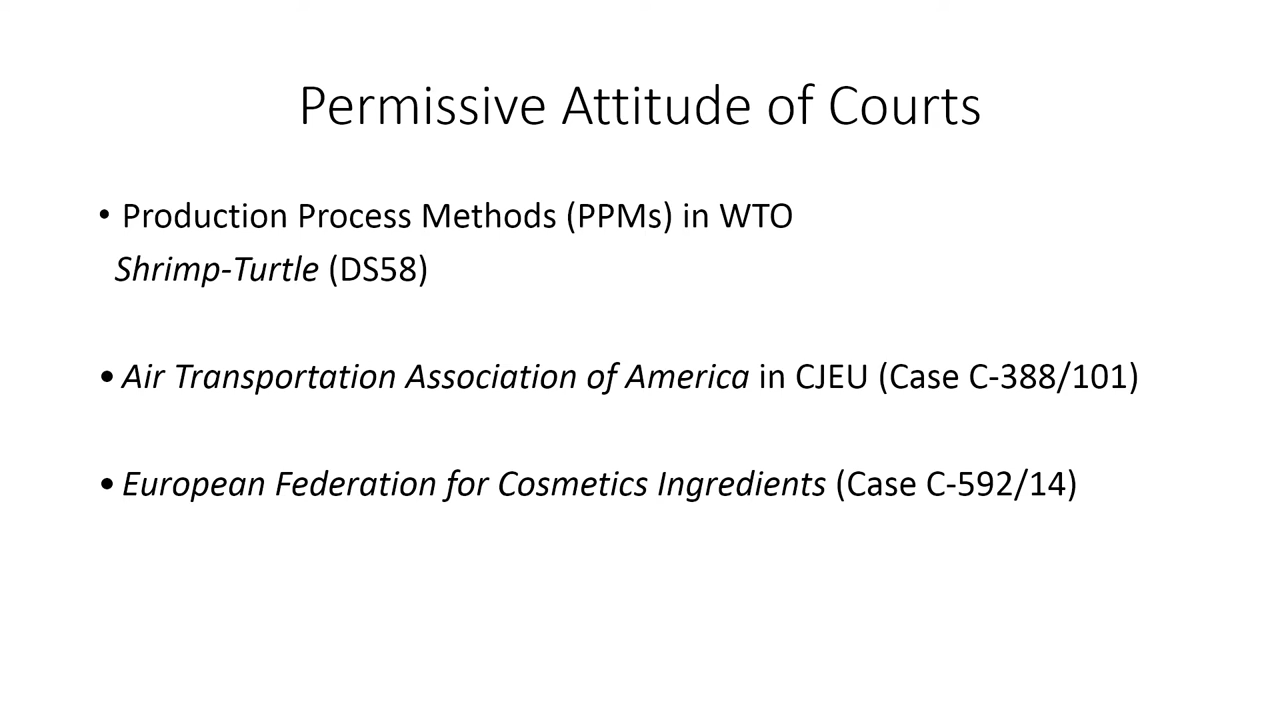 Permissive Attitude of Courts
• Production Process Methods (PPMs) in WTO
Shrimp-Turtle (DS58)
• Air Transportation Association of America in CJEU (Case C-388/101)
• European Federation for Cosmetics Ingredients (Case C-592/14)